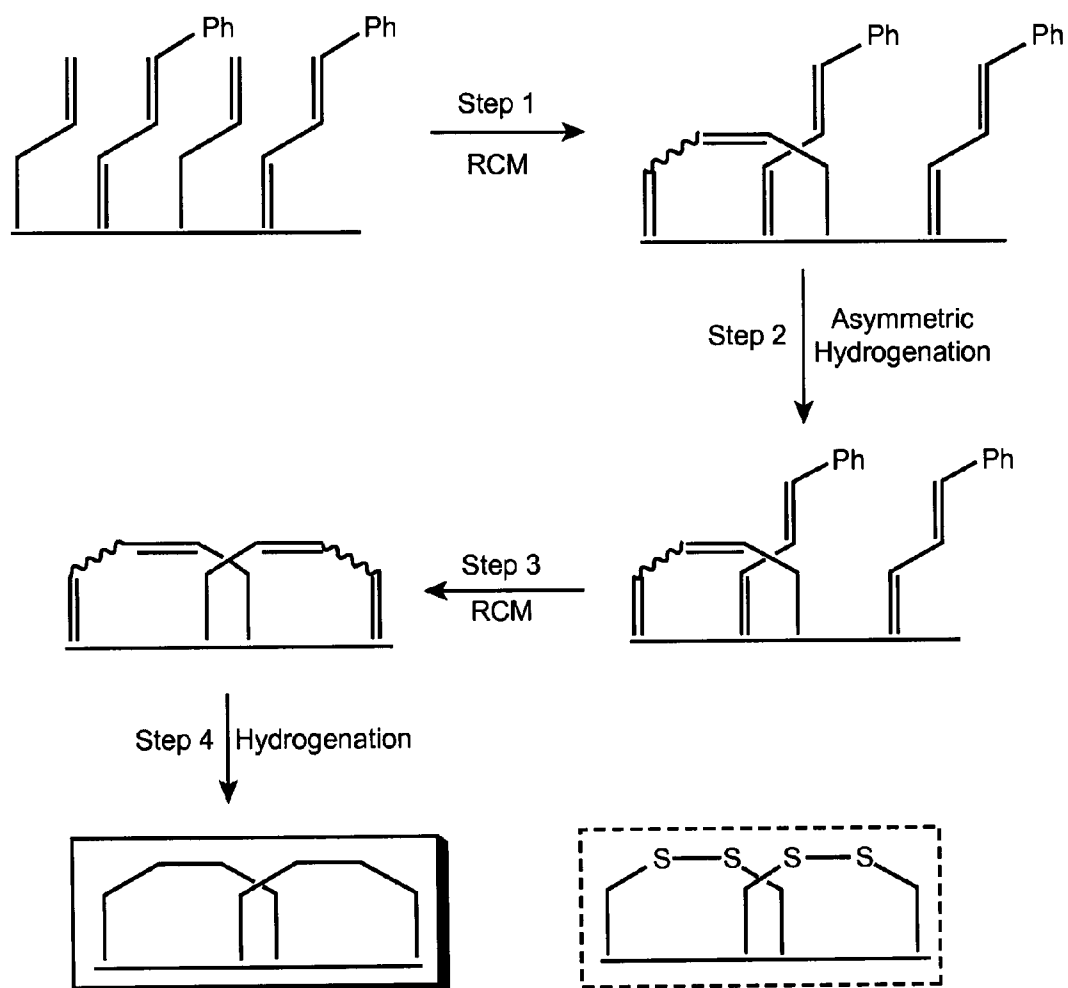 Ph
Ph
Step 1
RCM
Ph
Ph
Step 2
Asymmetric
Hydrogenation
Ph
Ph
Step 3
RCM
Step 4
Hydrogenation
S S S S